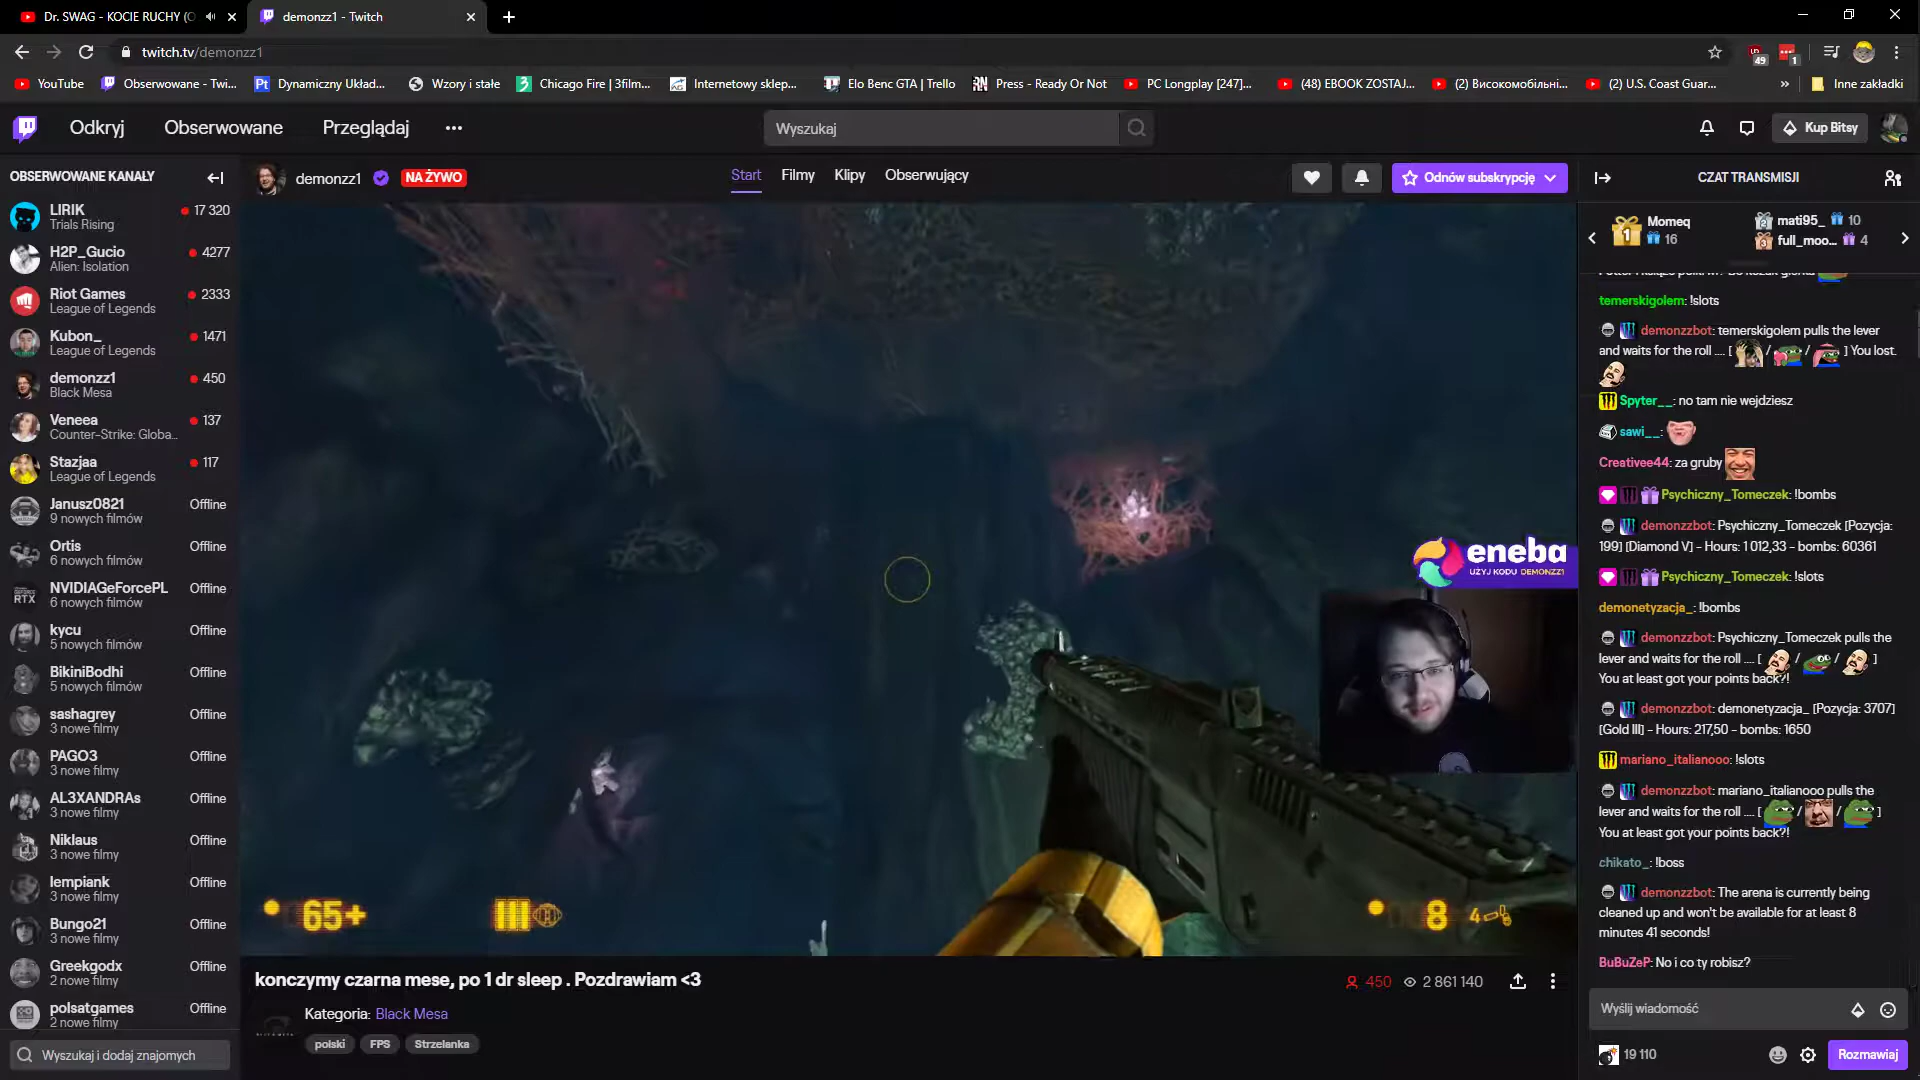 Dr. SWAG - KOCIE RUCHY (O
demonzz1 - Twitch
twitch.tv/demonzz1
49
1
YouTube
Obserwowane - Twi...
Dynamiczny Układ...
Wzory i stałe
Chicago Fire | 3film...
Internetowy sklep...
Elo Benc GTA | Trello
Press - Ready Or Not
PC Longplay [247]...
(48) EBOOK ZOSTAJ...
(2) Високомобільні...
(2) U.S. Coast Guar...
»
Inne zakładki
Odkryj
Obserwowane
Przeglądaj
Wyszukaj
Kup Bitsy
OBSERWOWANE KANAŁY
LIRIK
17 320
Trials Rising
H2P_Gucio
4277
Alien: Isolation
Riot Games
2333
League of Legends
Kubon_
1471
League of Legends
demonzz1
450
Black Mesa
Veneea
137
Counter-Strike: Globa...
Stazjaa
117
League of Legends
Janusz0821
Offline
9 nowych filmów
Ortis
Offline
6 nowych filmów
NVIDIAGeForcePL
Offline
6 nowych filmów
kycu
Offline
5 nowych filmów
BikiniBodhi
Offline
5 nowych filmów
sashagrey
Offline
3 nowe filmy
PAGO3
Offline
3 nowe filmy
AL3XANDRAs
Offline
3 nowe filmy
Niklaus
Offline
3 nowe filmy
lempiank
Offline
3 nowe filmy
Bungo21
Offline
3 nowe filmy
Greekgodx
Offline
2 nowe filmy
polsatgames
Offline
2 nowe filmy
Wyszukaj i dodaj znajomych
demonzz1
NA ŻYWO
Start
Filmy
Klipy
Obserwujący
Odnów subskrypcję
eneba
UŻYJ KODU DEMONZZ1
65+
8
4
konczymy czarna mese, po 1 dr sleep . Pozdrawiam <3
450
2 861 140
Kategoria: Black Mesa
polski
FPS
Strzelanka
CZAT TRANSMISJI
1
Momeq
16
mati95_ 10
full_moo... 4
temerskigolem: !slots
demonzzbot: temerskigolem pulls the lever
and waits for the roll .... [ / / ] You lost.
Spyter__: no tam nie wejdziesz
sawi__:
Creativee44: za gruby
Psychiczny_Tomeczek: !bombs
demonzzbot: Psychiczny_Tomeczek [Pozycja:
199] [Diamond V] - Hours: 1 012,33 - bombs: 60361
Psychiczny_Tomeczek: !slots
demonetyzacja_: !bombs
demonzzbot: Psychiczny_Tomeczek pulls the
lever and waits for the roll .... [ / / ]
You at least got your points back?!
demonzzbot: demonetyzacja_ [Pozycja: 3707]
[Gold III] - Hours: 217,50 - bombs: 1650
mariano_italianooo: !slots
demonzzbot: mariano_italianooo pulls the
lever and waits for the roll .... [ / / ]
You at least got your points back?!
chikato_: !boss
demonzzbot: The arena is currently being
cleaned up and won't be available for at least 8
minutes 41 seconds!
BuBuZeP: No i co ty robisz?
Wyślij wiadomość
19 110
Rozmawiaj